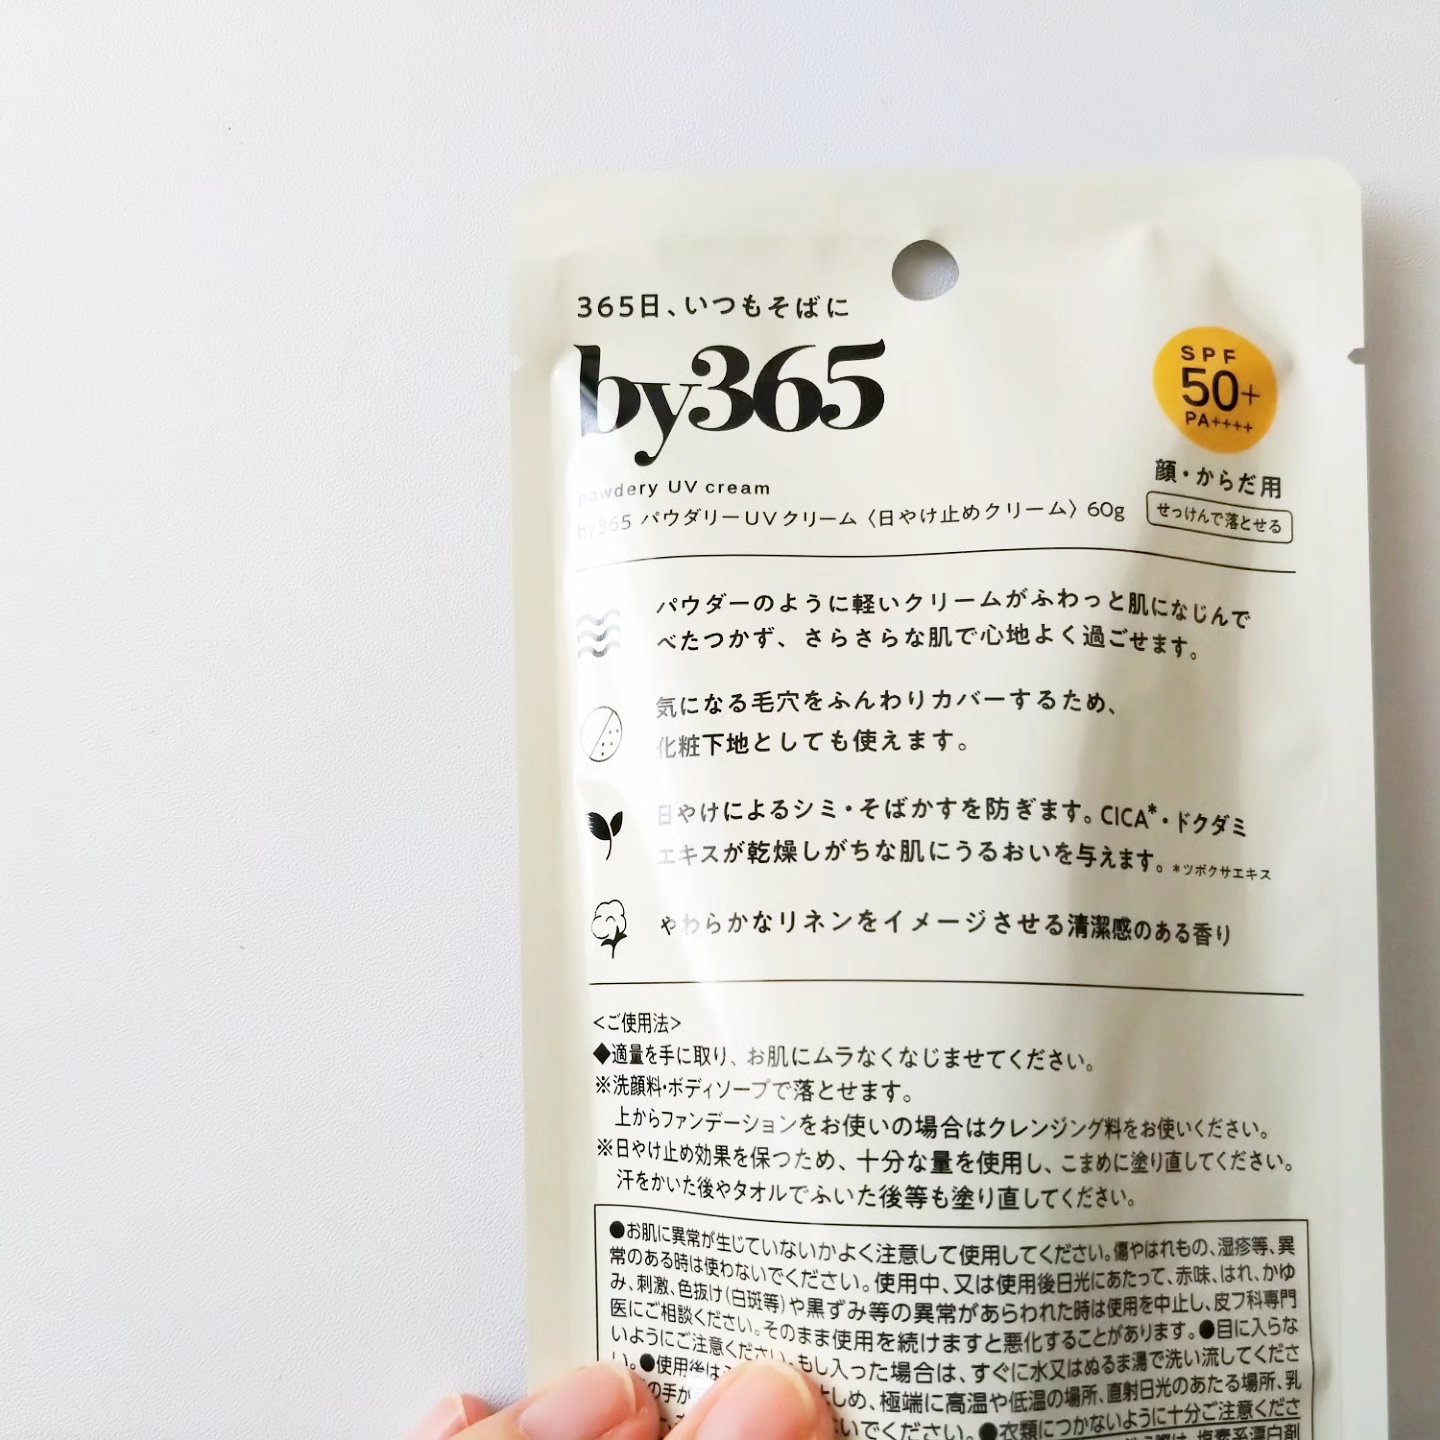 365日、いつもそばに
by365
SPF
50+
PA++++
顔・からだ用
せっけんで落とせる
powdery UV cream
by365 パウダリーUVクリーム〈日やけ止めクリーム〉60g
パウダーのように軽いクリームがふわっと肌になじんで
べたつかず、さらさらな肌で心地よく過ごせます。
気になる毛穴をふんわりカバーするため、
化粧下地としても使えます。
日やけによるシミ・そばかすを防ぎます。CICA*・ドクダミ
エキスが乾燥しがちな肌にうるおいを与えます。*ツボクサエキス
やわらかなリネンをイメージさせる清潔感のある香り
<ご使用法>
◆適量を手に取り、お肌にムラなくなじませてください。
※洗顔料・ボディソープで落とせます。
上からファンデーションをお使いの場合はクレンジング料をお使いください。
※日やけ止め効果を保つため、十分な量を使用し、こまめに塗り直してください。
汗をかいた後やタオルでふいた後等も塗り直してください。
●お肌に異常が生じていないかよく注意して使用してください。傷やはれもの、湿疹等、異
常のある時は使わないでください。使用中、又は使用後日光にあたって、赤味、はれ、かゆ
み、刺激、色抜け(白斑等)や黒ずみ等の異常があらわれた時は使用を中止し、皮フ科専門
医にご相談ください。そのまま使用を続けますと悪化することがあります。●目に入らな
いようにご注意ください。もし入った場合は、すぐに水又はぬるま湯で洗い流してくださ
い。●使用後は
の手が しめ、極端に高温や低温の場所、直射日光のあたる場所、乳
いでください。●衣類につかないように十分ご注意くださ
塩素系漂白剤